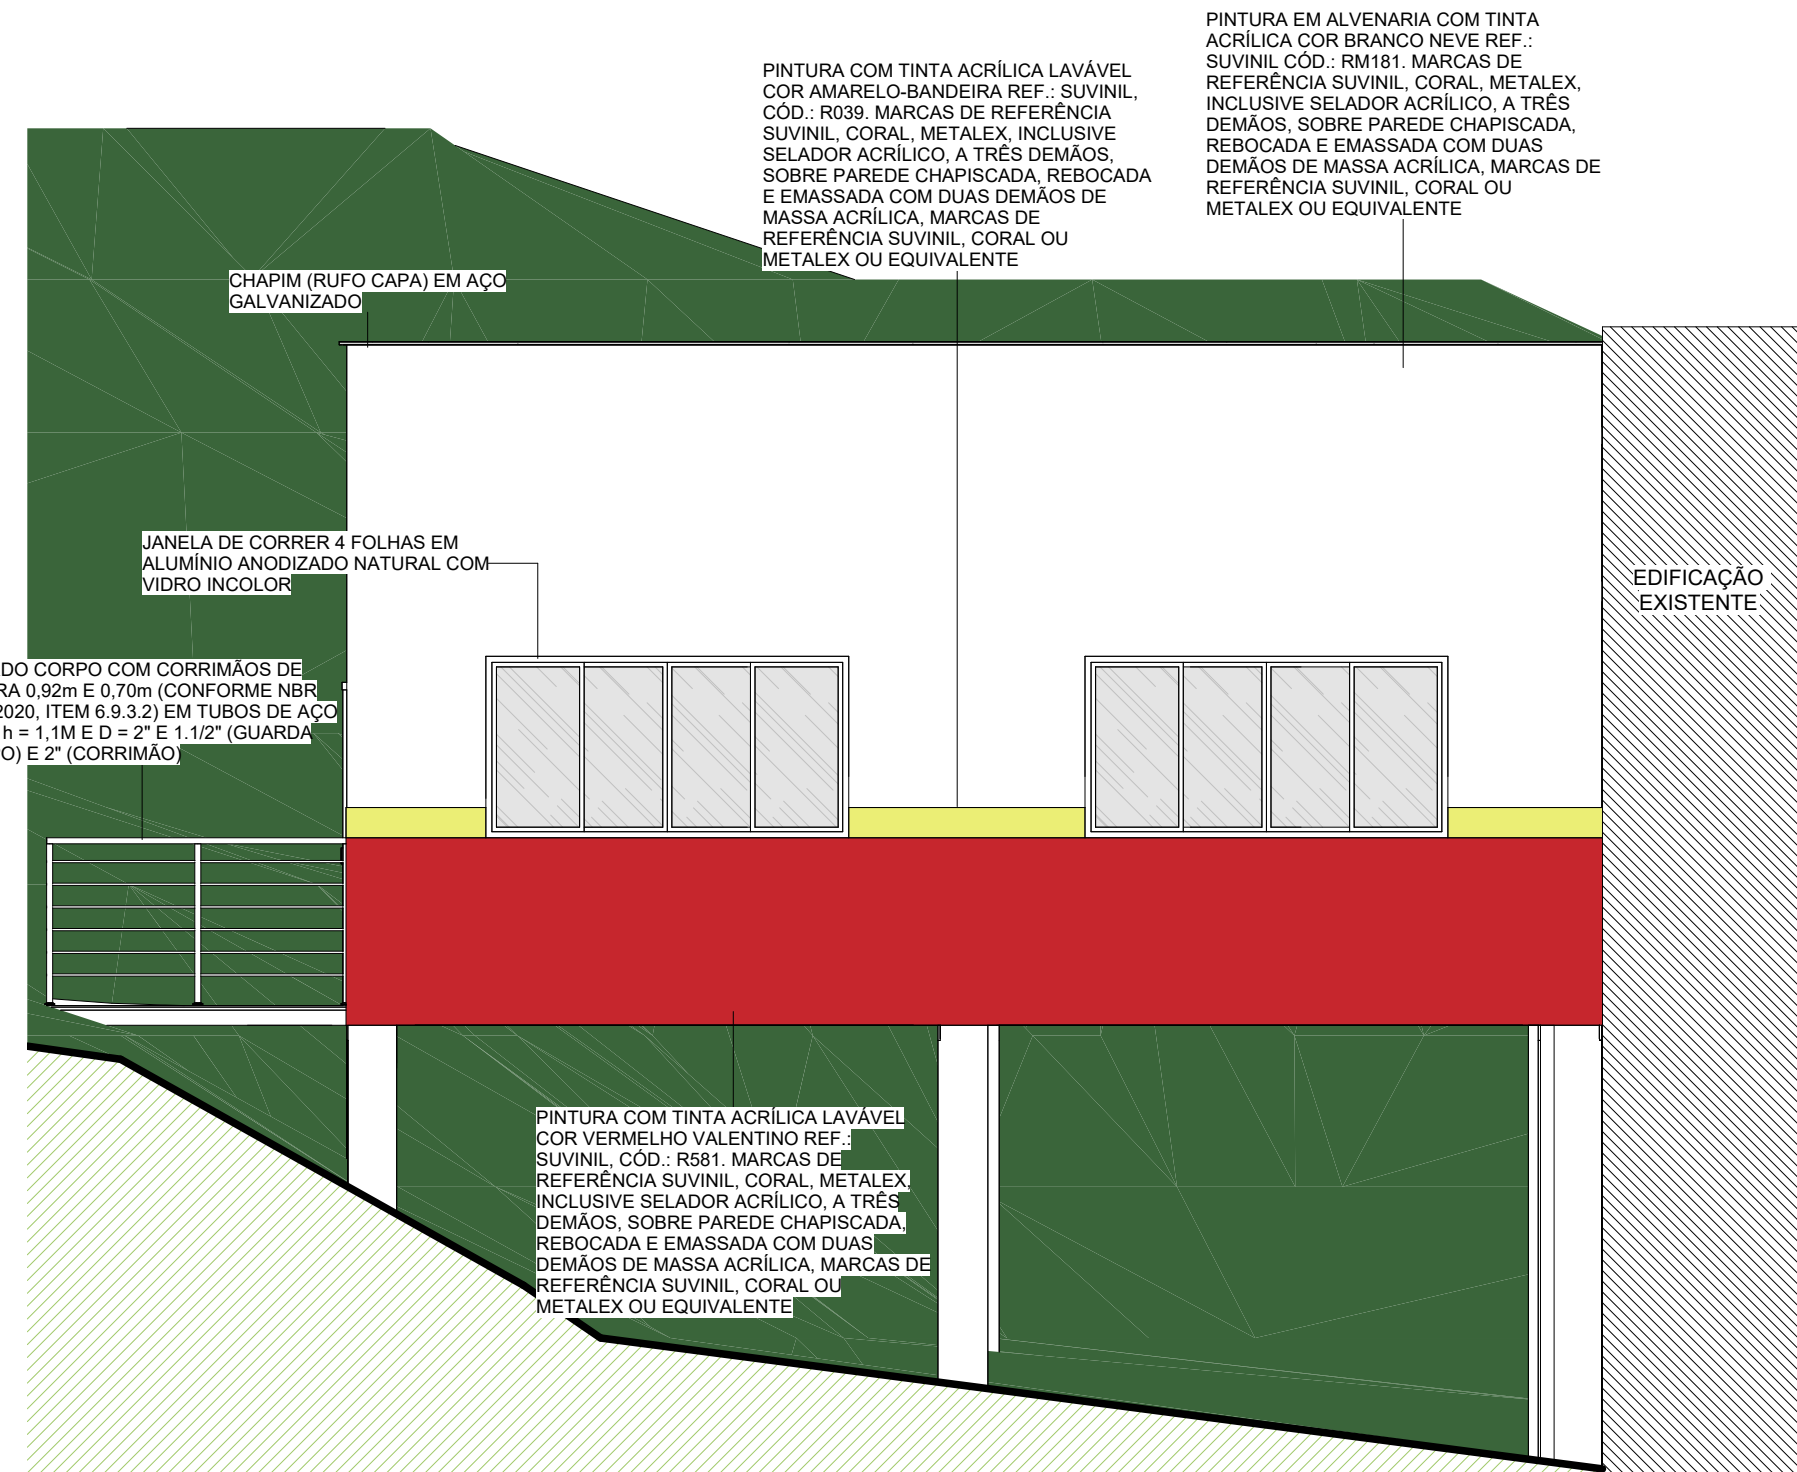 PINTURA EM ALVENARIA COM TINTA
ACRÍLICA COR BRANCO NEVE REF.:
SUVINIL CÓD.: RM181. MARCAS DE
REFERÊNCIA SUVINIL, CORAL, METALEX,
INCLUSIVE SELADOR ACRÍLICO, A TRÊS
DEMÃOS, SOBRE PAREDE CHAPISCADA,
REBOCADA E EMASSADA COM DUAS
DEMÃOS DE MASSA ACRÍLICA, MARCAS DE
REFERÊNCIA SUVINIL, CORAL OU
METALEX OU EQUIVALENTE
PINTURA COM TINTA ACRÍLICA LAVÁVEL
COR AMARELO-BANDEIRA REF.: SUVINIL,
CÓD.: R039. MARCAS DE REFERÊNCIA
SUVINIL, CORAL, METALEX, INCLUSIVE
SELADOR ACRÍLICO, A TRÊS DEMÃOS,
SOBRE PAREDE CHAPISCADA, REBOCADA
E EMASSADA COM DUAS DEMÃOS DE
MASSA ACRÍLICA, MARCAS DE
REFERÊNCIA SUVINIL, CORAL OU
METALEX OU EQUIVALENTE
CHAPIM (RUFO CAPA) EM AÇO
GALVANIZADO
JANELA DE CORRER 4 FOLHAS EM
ALUMÍNIO ANODIZADO NATURAL COM
VIDRO INCOLOR
EDIFICAÇÃO
EXISTENTE
DO CORPO COM CORRIMÃOS DE
RA 0,92m E 0,70m (CONFORME NBR
2020, ITEM 6.9.3.2) EM TUBOS DE AÇO
h = 1,1M E D = 2" E 1.1/2" (GUARDA
O) E 2" (CORRIMÃO)
PINTURA COM TINTA ACRÍLICA LAVÁVEL
COR VERMELHO VALENTINO REF.:
SUVINIL, CÓD.: R581. MARCAS DE
REFERÊNCIA SUVINIL, CORAL, METALEX,
INCLUSIVE SELADOR ACRÍLICO, A TRÊS
DEMÃOS, SOBRE PAREDE CHAPISCADA,
REBOCADA E EMASSADA COM DUAS
DEMÃOS DE MASSA ACRÍLICA, MARCAS DE
REFERÊNCIA SUVINIL, CORAL OU
METALEX OU EQUIVALENTE